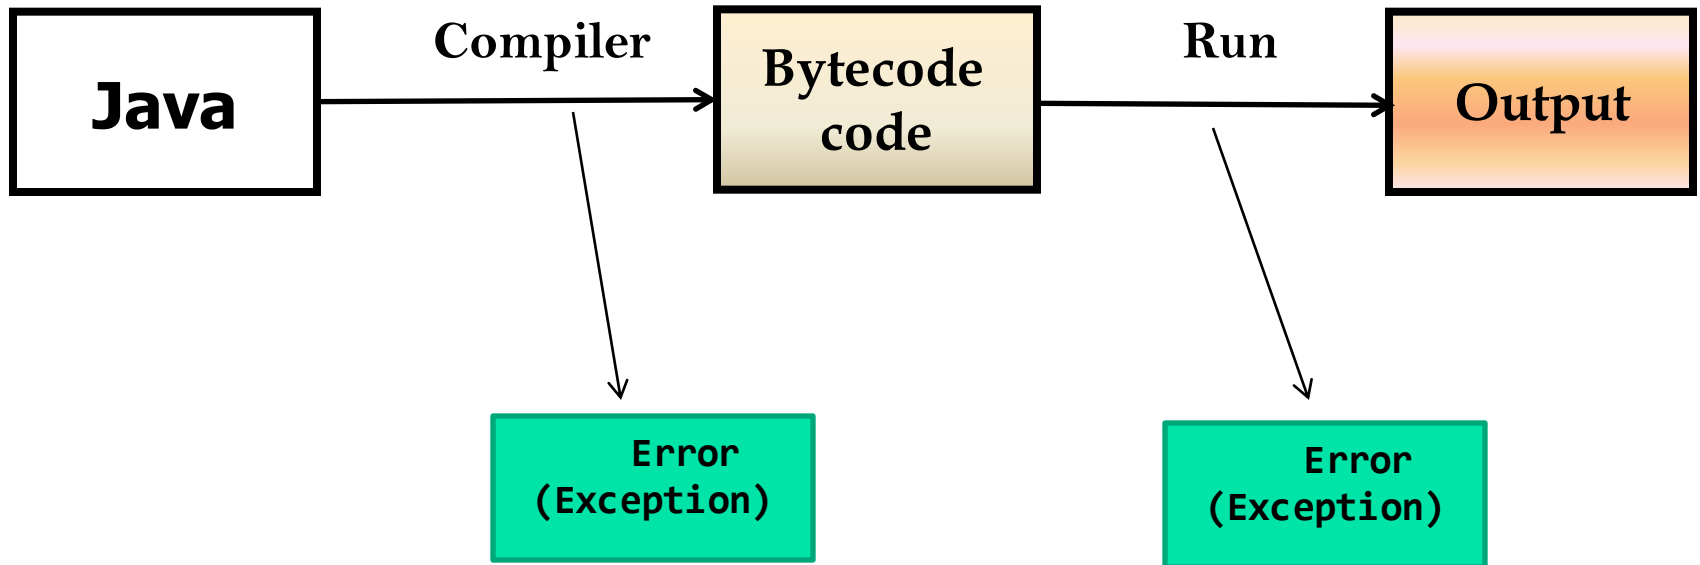 Java
Compiler
Bytecode
code
Run
Output
Error
(Exception)
Error
(Exception)